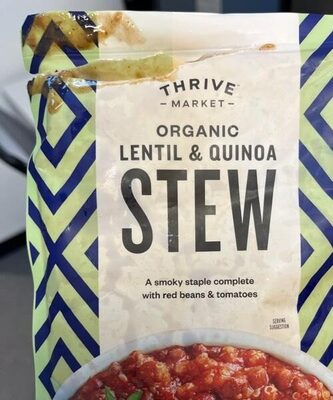 THRIVE
MARKET
ORGANIC
LENTIL & QUINOA
STEW
A smoky staple complete
with red beans & tomatoes
SERVING
SUGGESTION